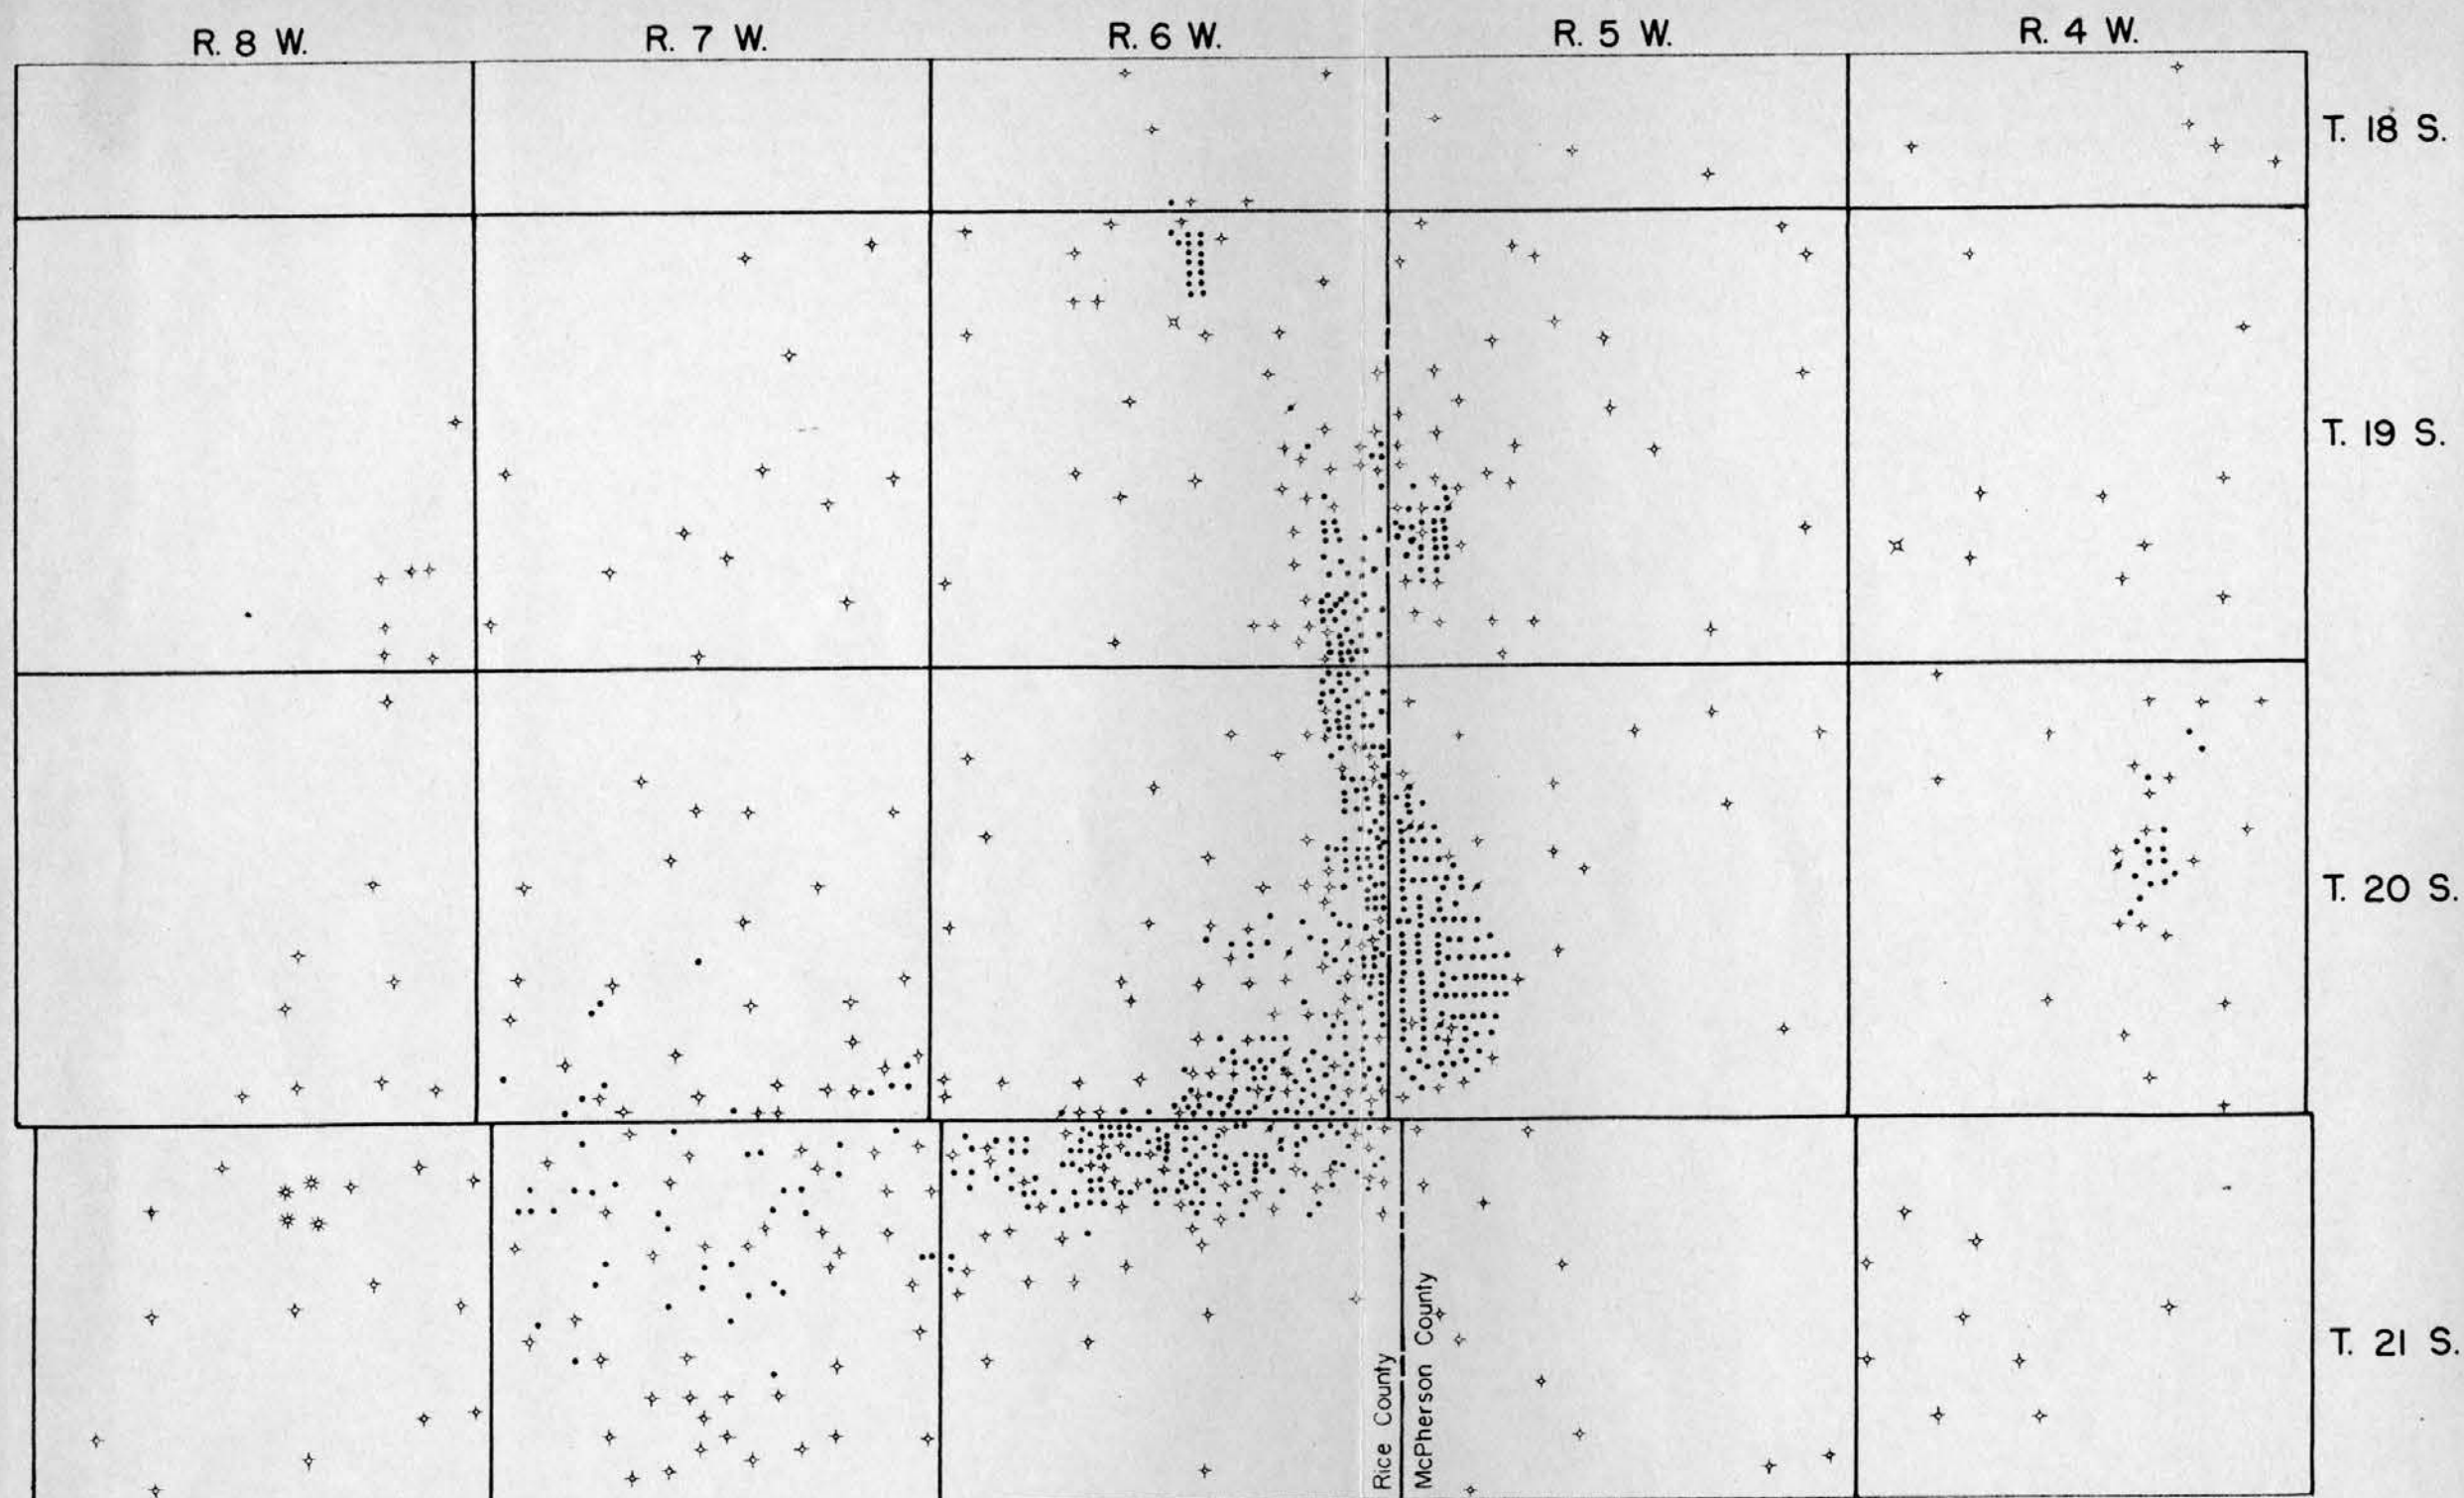 R. 8 W.
R. 7 W.
R. 6 W.
R. 5 W.
R. 4 W.
T. 18 S.
T. 19 S.
T. 20 S.
T. 21 S.
Rice County
McPherson County